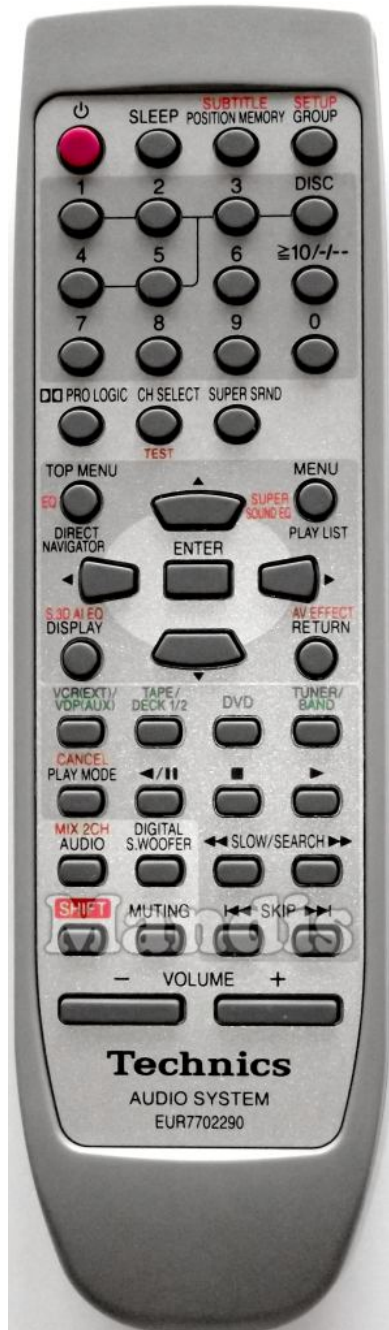 ⏻ SLEEP SUBTITLE POSITION MEMORY SETUP GROUP
1 2 3 DISC
4 5 6 ≧10/-/--
7 8 9 0
PRO LOGIC CH SELECT SUPER SRND
TEST
TOP MENU MENU
EQ SUPER SOUND EQ
DIRECT NAVIGATOR ENTER PLAY LIST
S.3D AI EQ AV EFFECT
DISPLAY RETURN
VCR(EXT)/ TAPE/ DVD TUNER/
VDP(AUX) DECK 1/2 BAND
CANCEL
PLAY MODE ◀/❚❚ ■ ▶
MIX 2CH DIGITAL
AUDIO S.WOOFER ◀◀ SLOW/SEARCH ▶▶
SHIFT MUTING I◀◀ SKIP ▶▶I
Mandis
− VOLUME +
Technics
AUDIO SYSTEM
EUR7702290